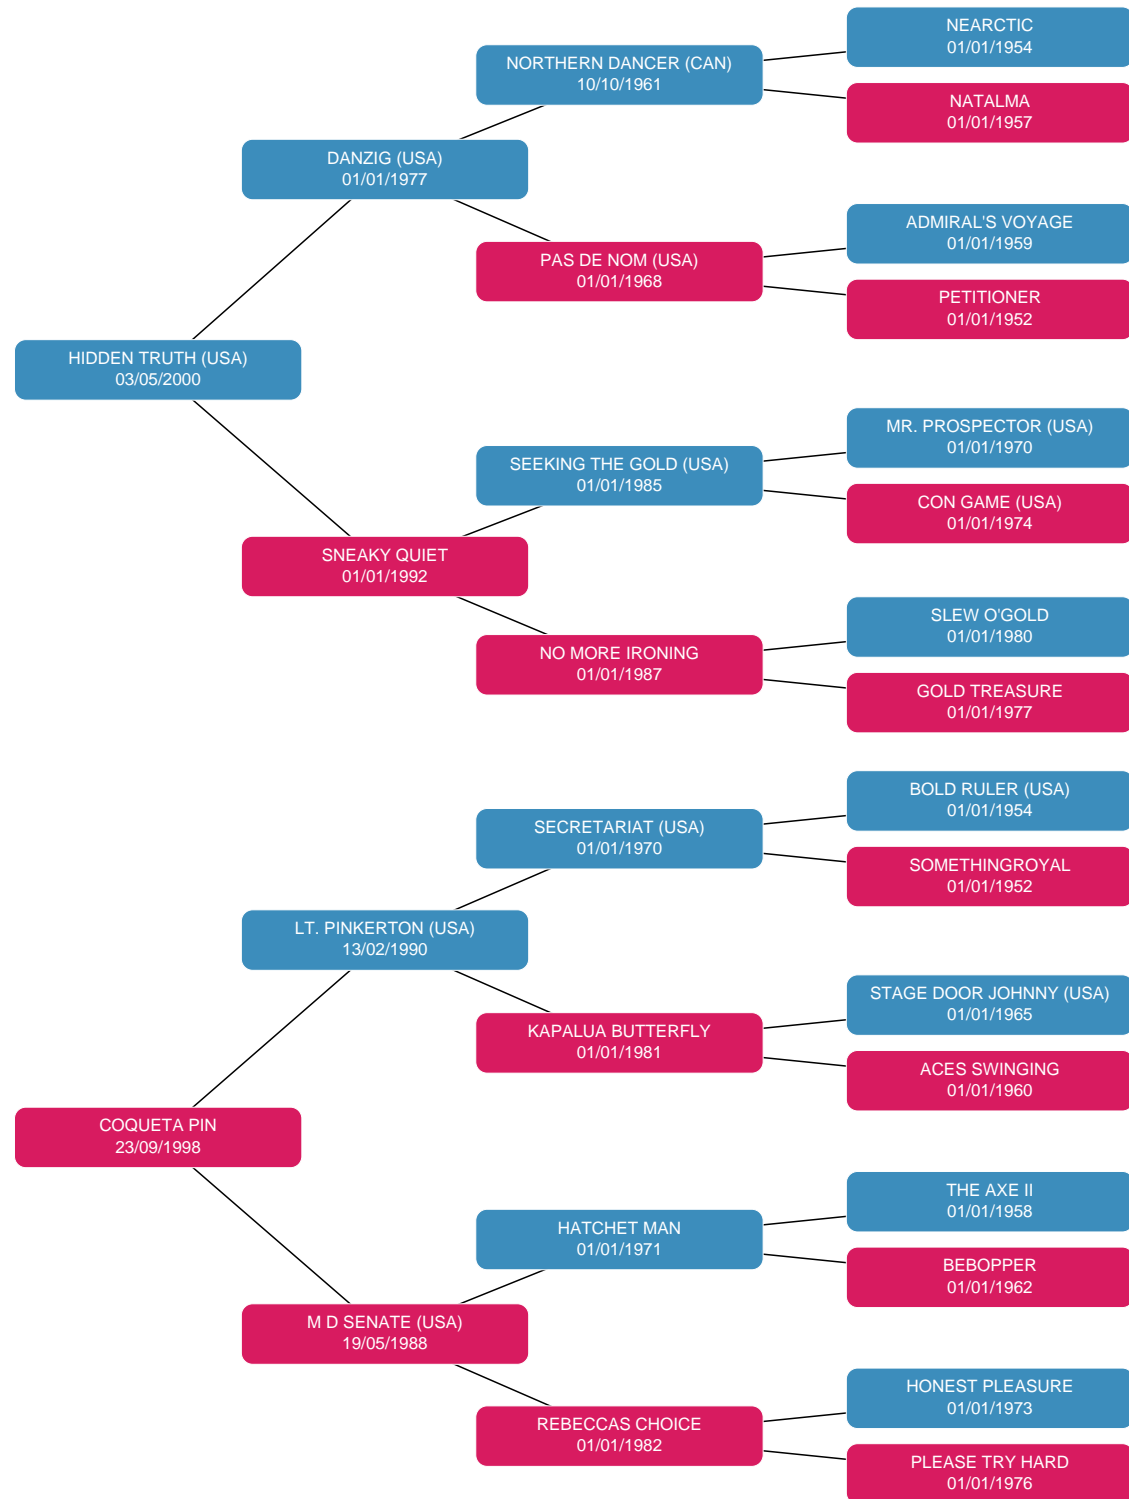 NEARCTIC
01/01/1954
NORTHERN DANCER (CAN)
10/10/1961
NATALMA
01/01/1957
DANZIG (USA)
01/01/1977
ADMIRAL'S VOYAGE
01/01/1959
PAS DE NOM (USA)
01/01/1968
PETITIONER
01/01/1952
HIDDEN TRUTH (USA)
03/05/2000
MR. PROSPECTOR (USA)
01/01/1970
SEEKING THE GOLD (USA)
01/01/1985
CON GAME (USA)
01/01/1974
SNEAKY QUIET
01/01/1992
SLEW O'GOLD
01/01/1980
NO MORE IRONING
01/01/1987
GOLD TREASURE
01/01/1977
BOLD RULER (USA)
01/01/1954
SECRETARIAT (USA)
01/01/1970
SOMETHINGROYAL
01/01/1952
LT. PINKERTON (USA)
13/02/1990
STAGE DOOR JOHNNY (USA)
01/01/1965
KAPALUA BUTTERFLY
01/01/1981
ACES SWINGING
01/01/1960
COQUETA PIN
23/09/1998
THE AXE II
01/01/1958
HATCHET MAN
01/01/1971
BEBOPPER
01/01/1962
M D SENATE (USA)
19/05/1988
HONEST PLEASURE
01/01/1973
REBECCAS CHOICE
01/01/1982
PLEASE TRY HARD
01/01/1976